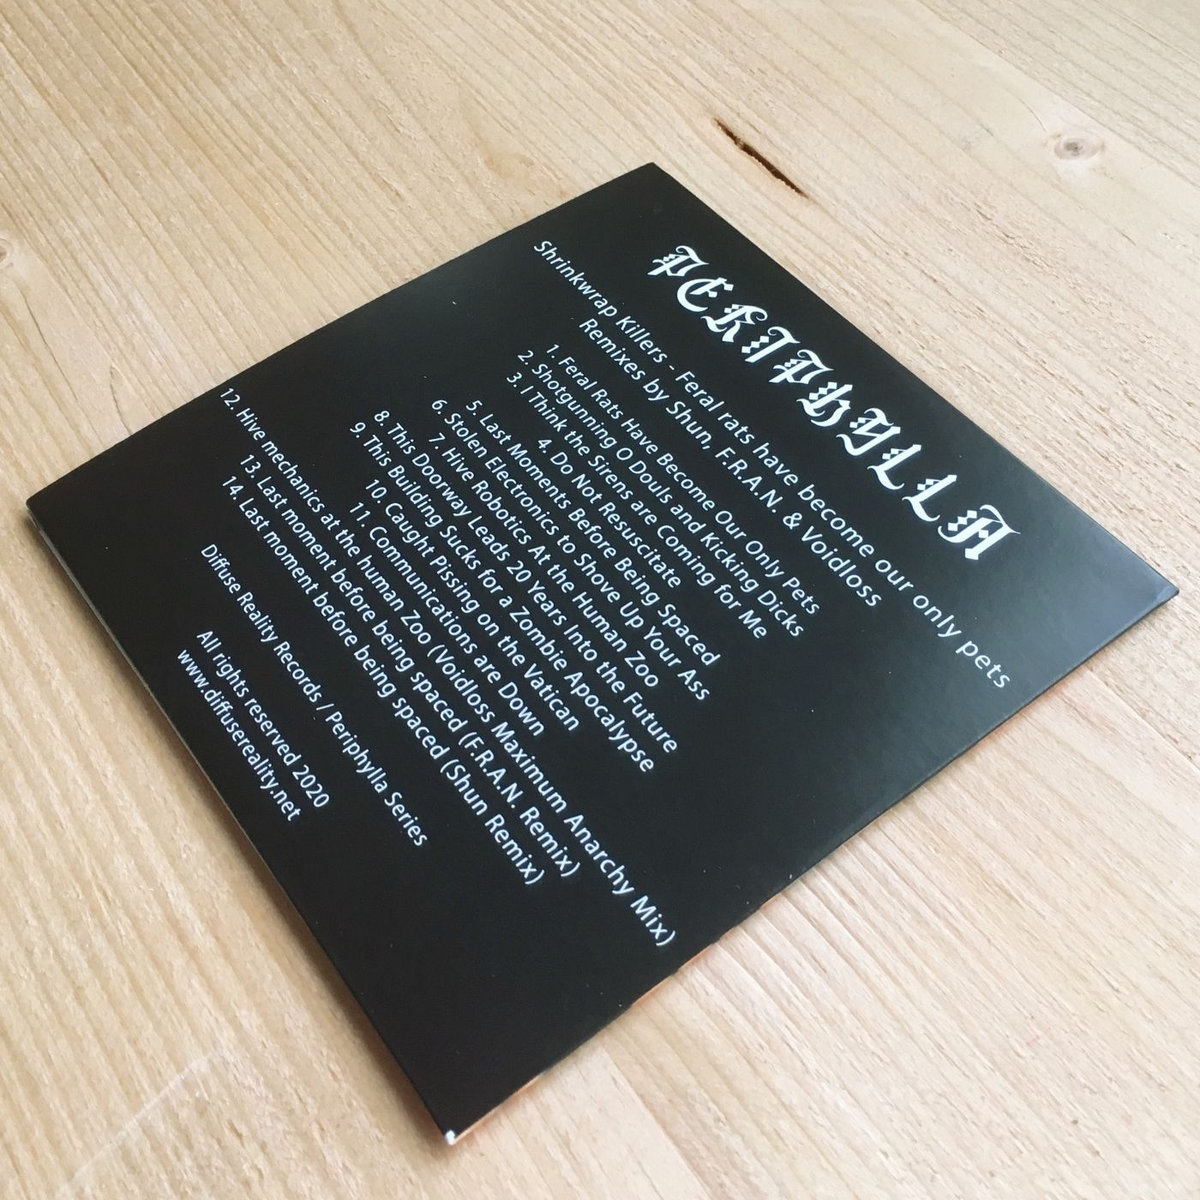 PERIPHYLLA
Shrinkwrap Killers - Feral rats have become our only pets
Remixes by Shun, F.R.A.N. & Voidloss
1. Feral Rats Have Become Our Only Pets
2. Shotgunning O Douls and Kicking Dicks
3. I Think the Sirens are Coming for Me
4. Do Not Resuscitate
5. Last Moments Before Being Spaced
6. Stolen Electronics to Shove Up Your Ass
7. Hive Robotics At the Human Zoo
8. This Doorway Leads 20 Years Into the Future
9. This Building Sucks for a Zombie Apocalypse
10. Caught Pissing on the Vatican
11. Communications are Down
12. Hive mechanics at the human Zoo (Voidloss Maximum Anarchy Mix)
13. Last moment before being spaced (F.R.A.N. Remix)
14. Last moment before being spaced (Shun Remix)
Diffuse Reality Records / Periphylla Series
All rights reserved 2020
www.diffusereality.net